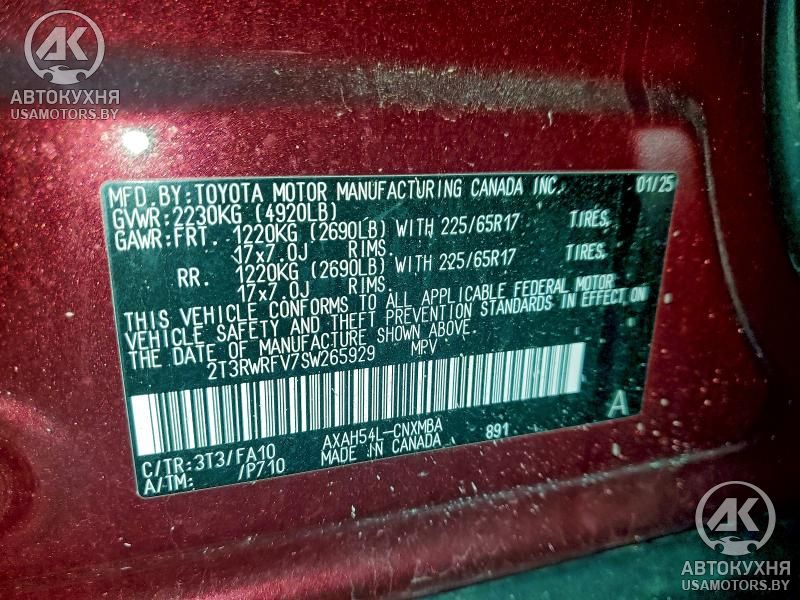 AK
АВТОКУХНЯ
USAMOTORS.BY
MFD.BY:TOYOTA MOTOR MANUFACTURING CANADA INC. 01/25
GVWR:2230KG (4920LB)
GAWR:FRT. 1220KG (2690LB) WITH 225/65R17 TIRES,
17x7.0J RIMS.
RR. 1220KG (2690LB) WITH 225/65R17 TIRES,
17x7.0J RIMS.
THIS VEHICLE CONFORMS TO ALL APPLICABLE FEDERAL MOTOR
VEHICLE SAFETY AND THEFT PREVENTION STANDARDS IN EFFECT ON
THE DATE OF MANUFACTURE SHOWN ABOVE.
2T3RWRFV7SW265929 MPV
A
AXAH54L-CNXMBA 891
MADE IN CANADA
C/TR:3T3/FA10
A/TM: /P710
AK
АВТОКУХНЯ
USAMOTORS.BY